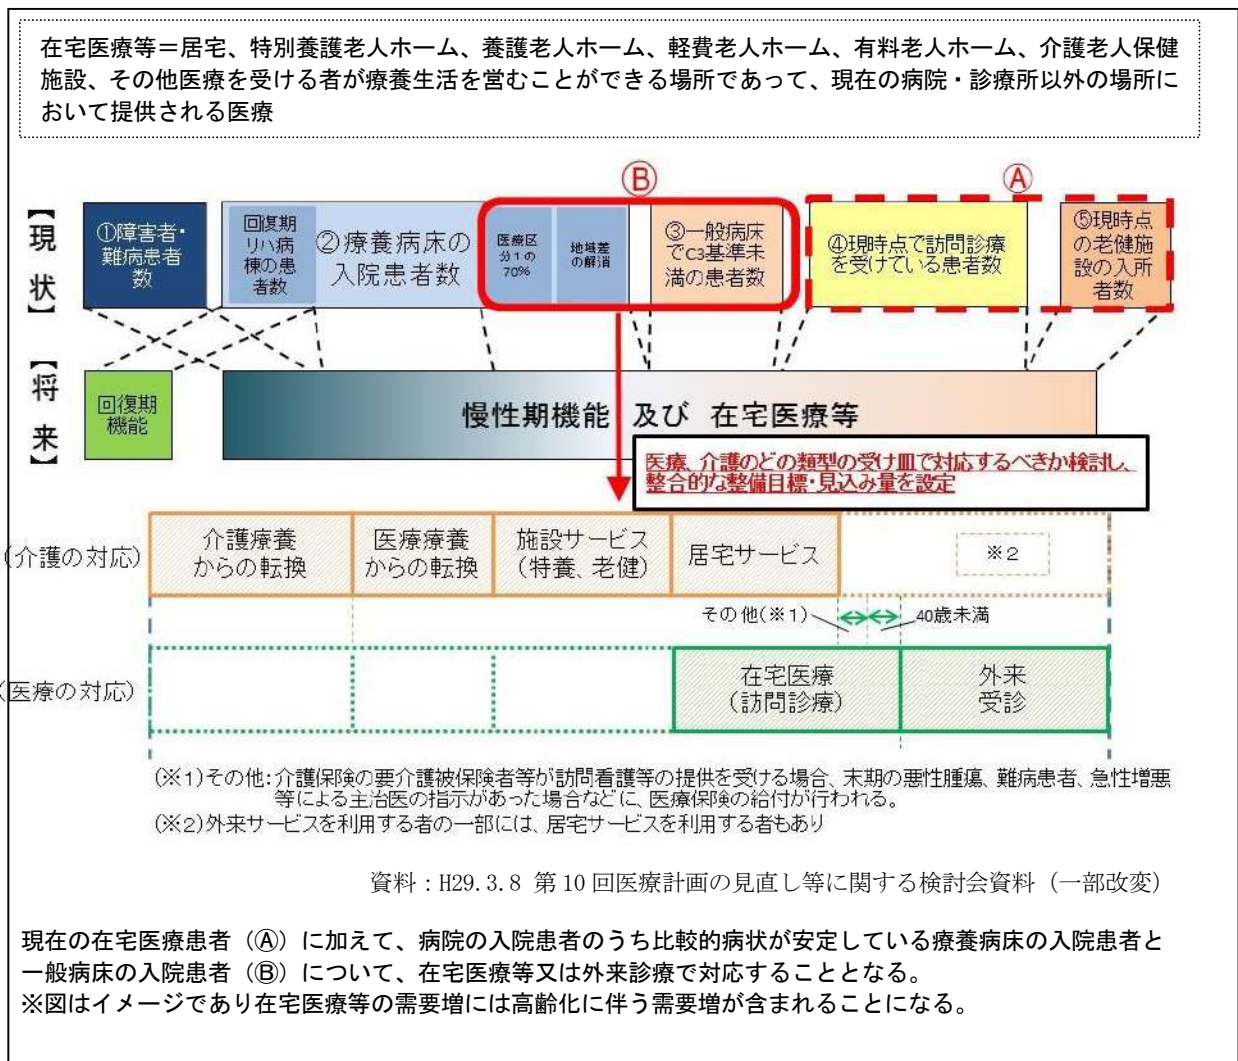 在宅医療等＝居宅、特別養護老人ホーム、養護老人ホーム、軽費老人ホーム、有料老人ホーム、介護老人保健
施設、その他医療を受ける者が療養生活を営むことができる場所であって、現在の病院・診療所以外の場所に
おいて提供される医療
Ⓑ
Ⓐ
【現状】
①障害者・
難病患者
数
回復期
リハ病
棟の患
者数
②療養病床の
入院患者数
医療区
分1の
70%
地域差
の解消
③一般病床
でC3基準未
満の患者数
④現時点で訪問診療
を受けている患者数
⑤現時点
の老健施
設の入所
者数
【将来】
回復期
機能
慢性期機能 及び 在宅医療等
医療、介護のどの類型の受け皿で対応するべきか検討し、
整合的な整備目標・見込み量を設定
(介護の対応)
介護療養
からの転換
医療療養
からの転換
施設サービス
(特養、老健)
居宅サービス
※2
その他(※1)
40歳未満
(医療の対応)
在宅医療
(訪問診療)
外来
受診
(※1)その他:介護保険の要介護被保険者等が訪問看護等の提供を受ける場合、末期の悪性腫瘍、難病患者、急性増悪
等による主治医の指示があった場合などに、医療保険の給付が行われる。
(※2)外来サービスを利用する者の一部には、居宅サービスを利用する者もあり
資料：H29.3.8 第10回医療計画の見直し等に関する検討会資料（一部改変）
現在の在宅医療患者（Ⓐ）に加えて、病院の入院患者のうち比較的病状が安定している療養病床の入院患者と
一般病床の入院患者（Ⓑ）について、在宅医療等又は外来診療で対応することとなる。
※図はイメージであり在宅医療等の需要増には高齢化に伴う需要増が含まれることになる。